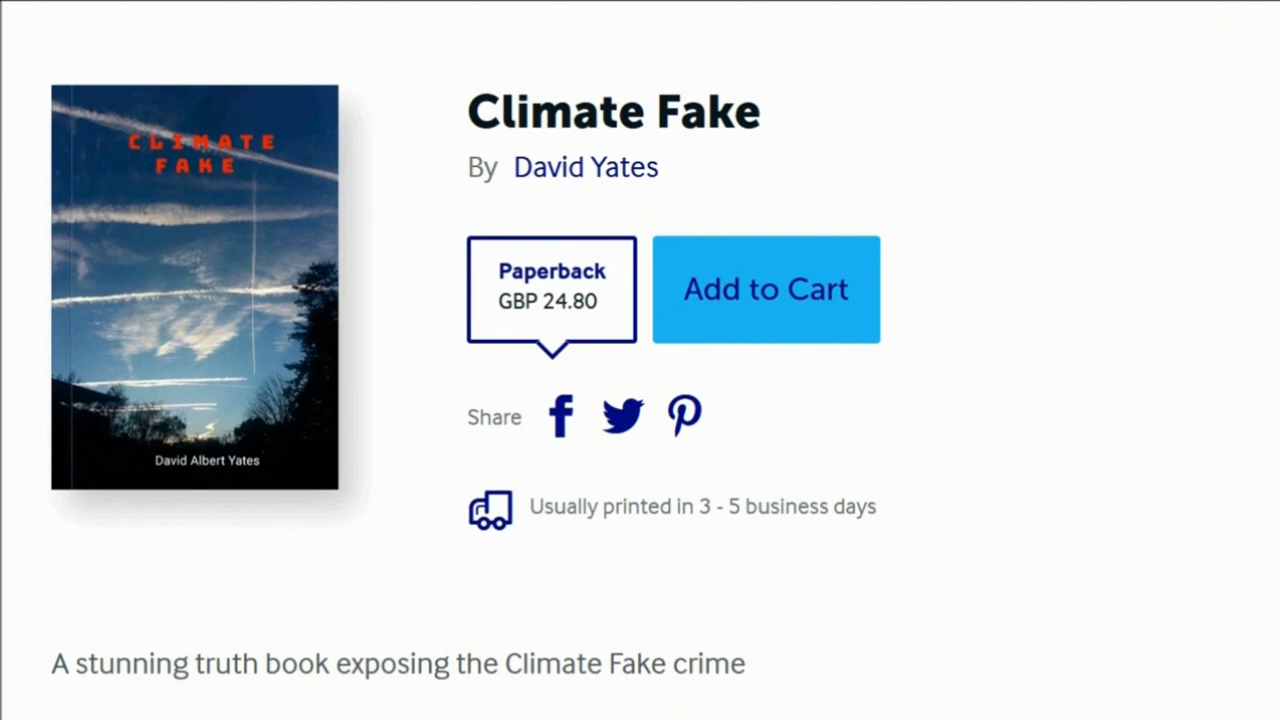 CLIMATE
FAKE
David Albert Yates
Climate Fake
By David Yates
Paperback
GBP 24.80
Add to Cart
Share
Usually printed in 3 - 5 business days
A stunning truth book exposing the Climate Fake crime